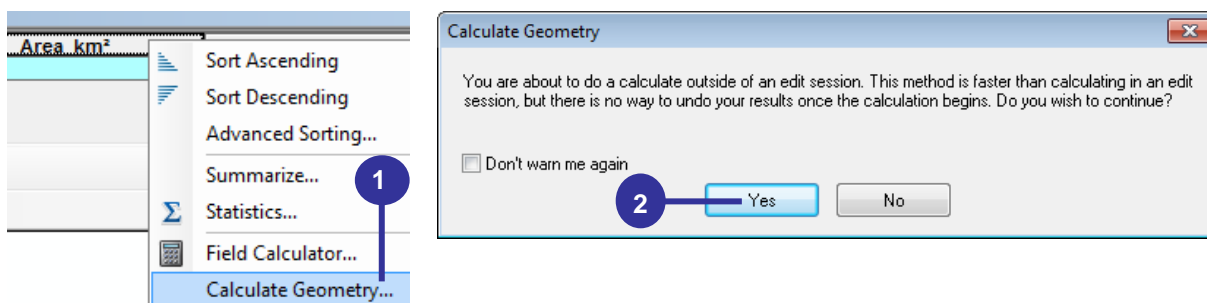 Area km²
Sort Ascending
Sort Descending
Advanced Sorting...
Summarize...
1
Statistics...
Field Calculator...
Calculate Geometry...
Calculate Geometry
You are about to do a calculate outside of an edit session. This method is faster than calculating in an edit
session, but there is no way to undo your results once the calculation begins. Do you wish to continue?
Don't warn me again
2
Yes
No